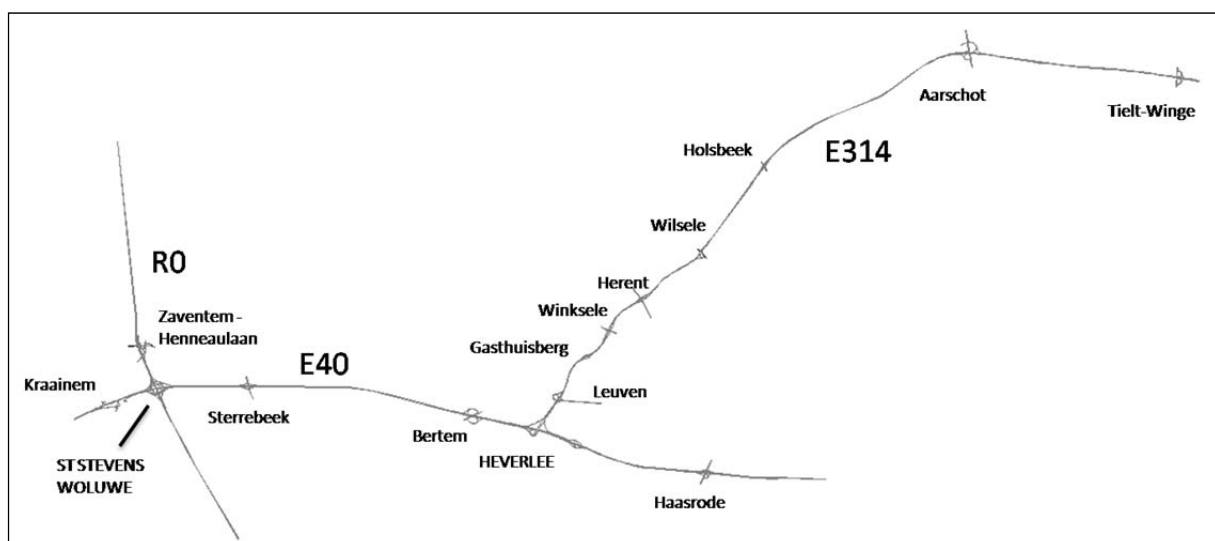 Aarschot
Tielt-Winge
Holsbeek
E314
Wilsele
R0
Herent
Zaventem -
Henneaulaan
Winksele
Gasthuisberg
E40
Kraainem
Leuven
Sterrebeek
Bertem
HEVERLEE
ST STEVENS
WOLUWE
Haasrode